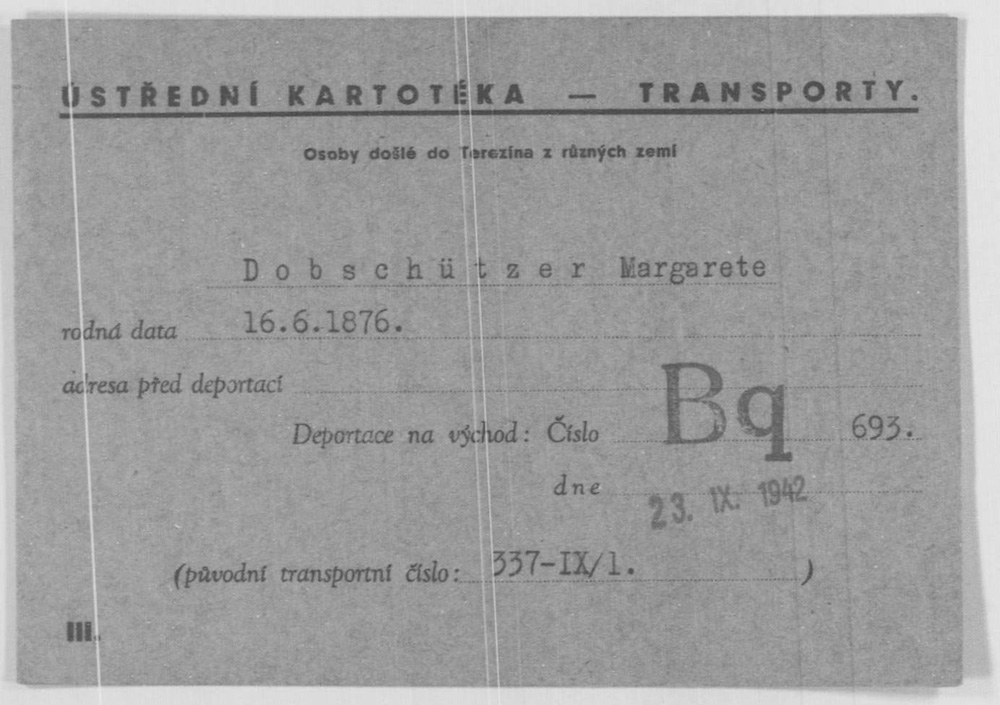 ÚSTŘEDNÍ KARTOTÉKA — TRANSPORTY.
Osoby došlé do Terezína z různých zemí
Dobschützer Margarete
rodná data 16.6.1876.
adresa před deportací
Deportace na východ: Číslo Bq 693.
dne 23. IX. 1942
(původní transportní číslo: 337-IX/1. )
III.